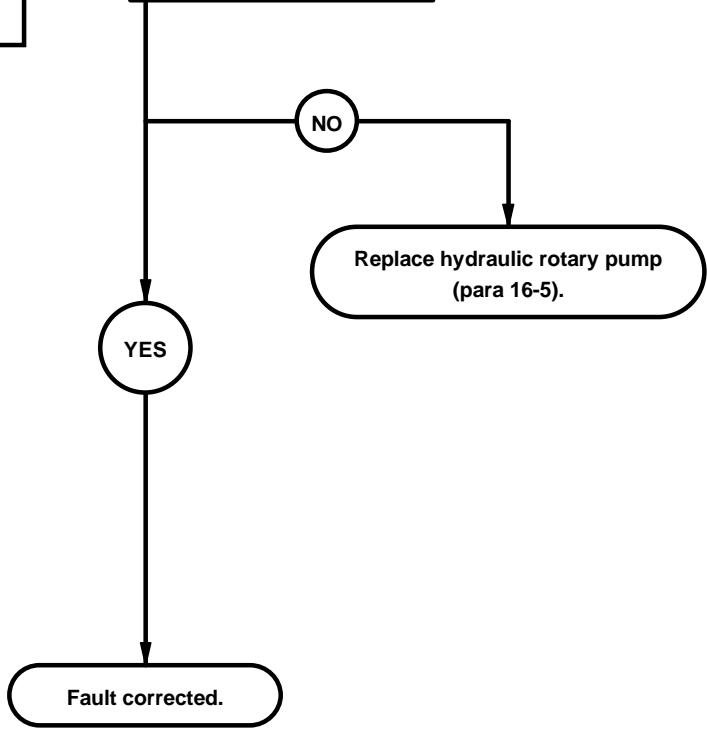 NO
Replace hydraulic rotary pump
(para 16-5).
YES
Fault corrected.